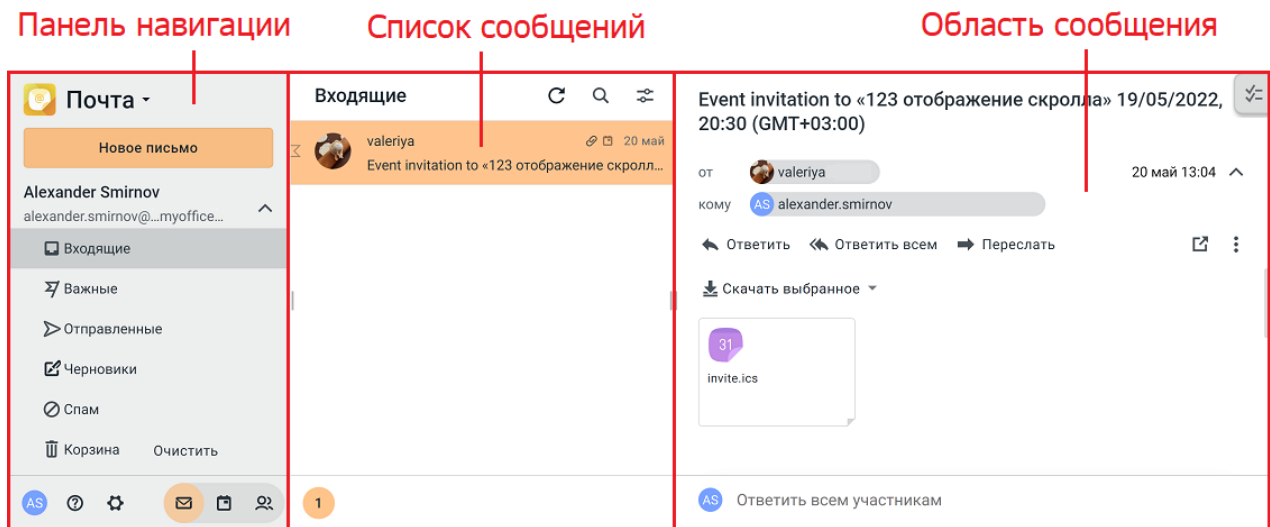 Панель навигации
Список сообщений
Область сообщения
Почта
Новое письмо
Alexander Smirnov
alexander.smirnov@...myoffice...
Входящие
Важные
Отправленные
Черновики
Спам
Корзина Очистить
AS
Входящие
valeriya 20 май
Event invitation to «123 отображение скролл...
1
Event invitation to «123 отображение скролла» 19/05/2022,
20:30 (GMT+03:00)
от valeriya 20 май 13:04
кому AS alexander.smirnov
Ответить Ответить всем Переслать
Скачать выбранное
31
invite.ics
AS Ответить всем участникам